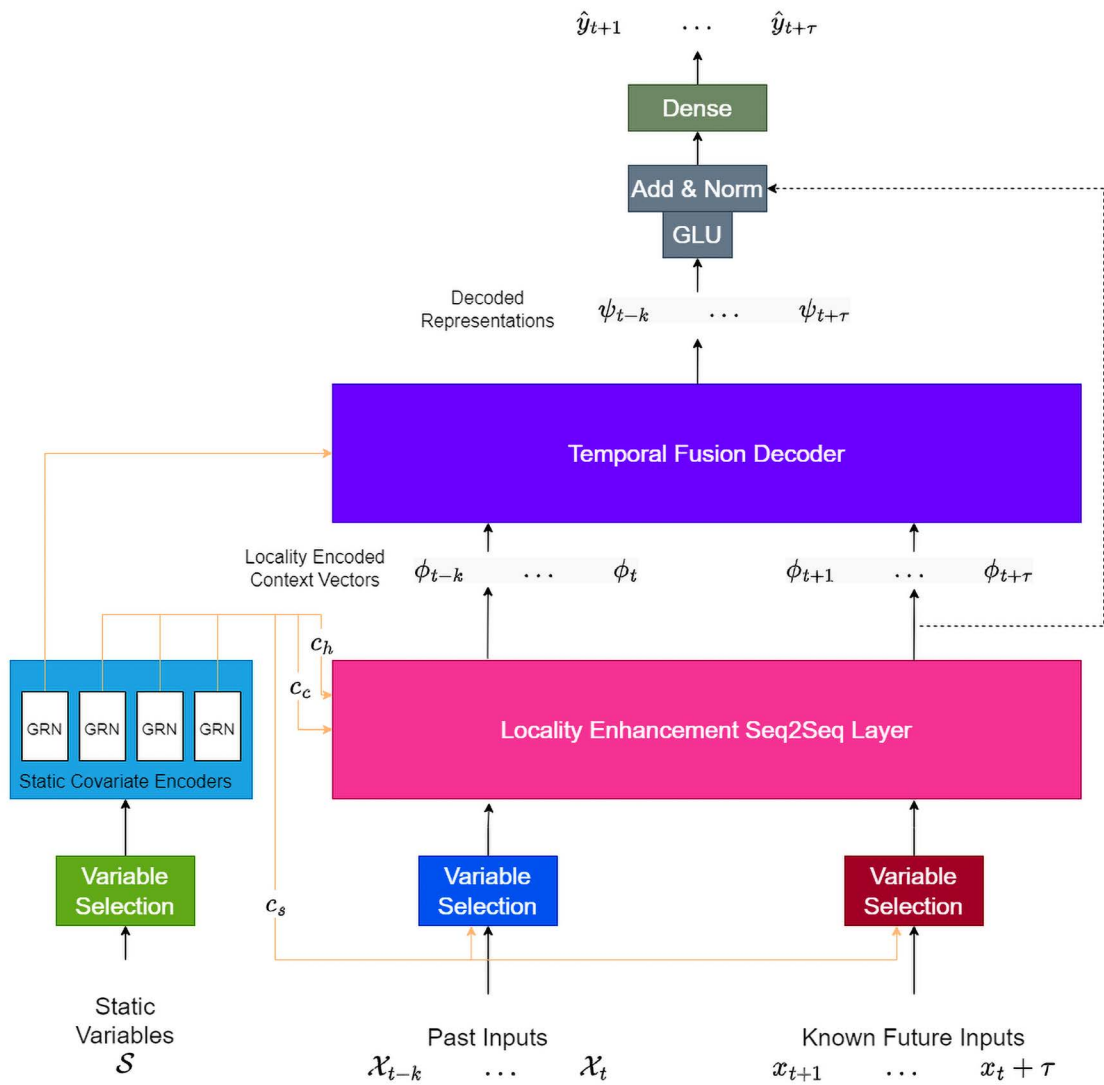 ŷ_{t+1} ... ŷ_{t+τ}
Dense
Add & Norm
GLU
Decoded
Representations
ψ_{t−k} ... ψ_{t+τ}
Temporal Fusion Decoder
Locality Encoded
Context Vectors
ϕ_{t−k} ... ϕ_t
ϕ_{t+1} ... ϕ_{t+τ}
c_h
c_c
GRN GRN GRN GRN
Static Covariate Encoders
Locality Enhancement Seq2Seq Layer
Variable
Selection
c_s
Variable
Selection
Variable
Selection
Static
Variables
𝒮
Past Inputs
𝒳_{t−k} ... 𝒳_t
Known Future Inputs
x_{t+1} ... x_t + τ